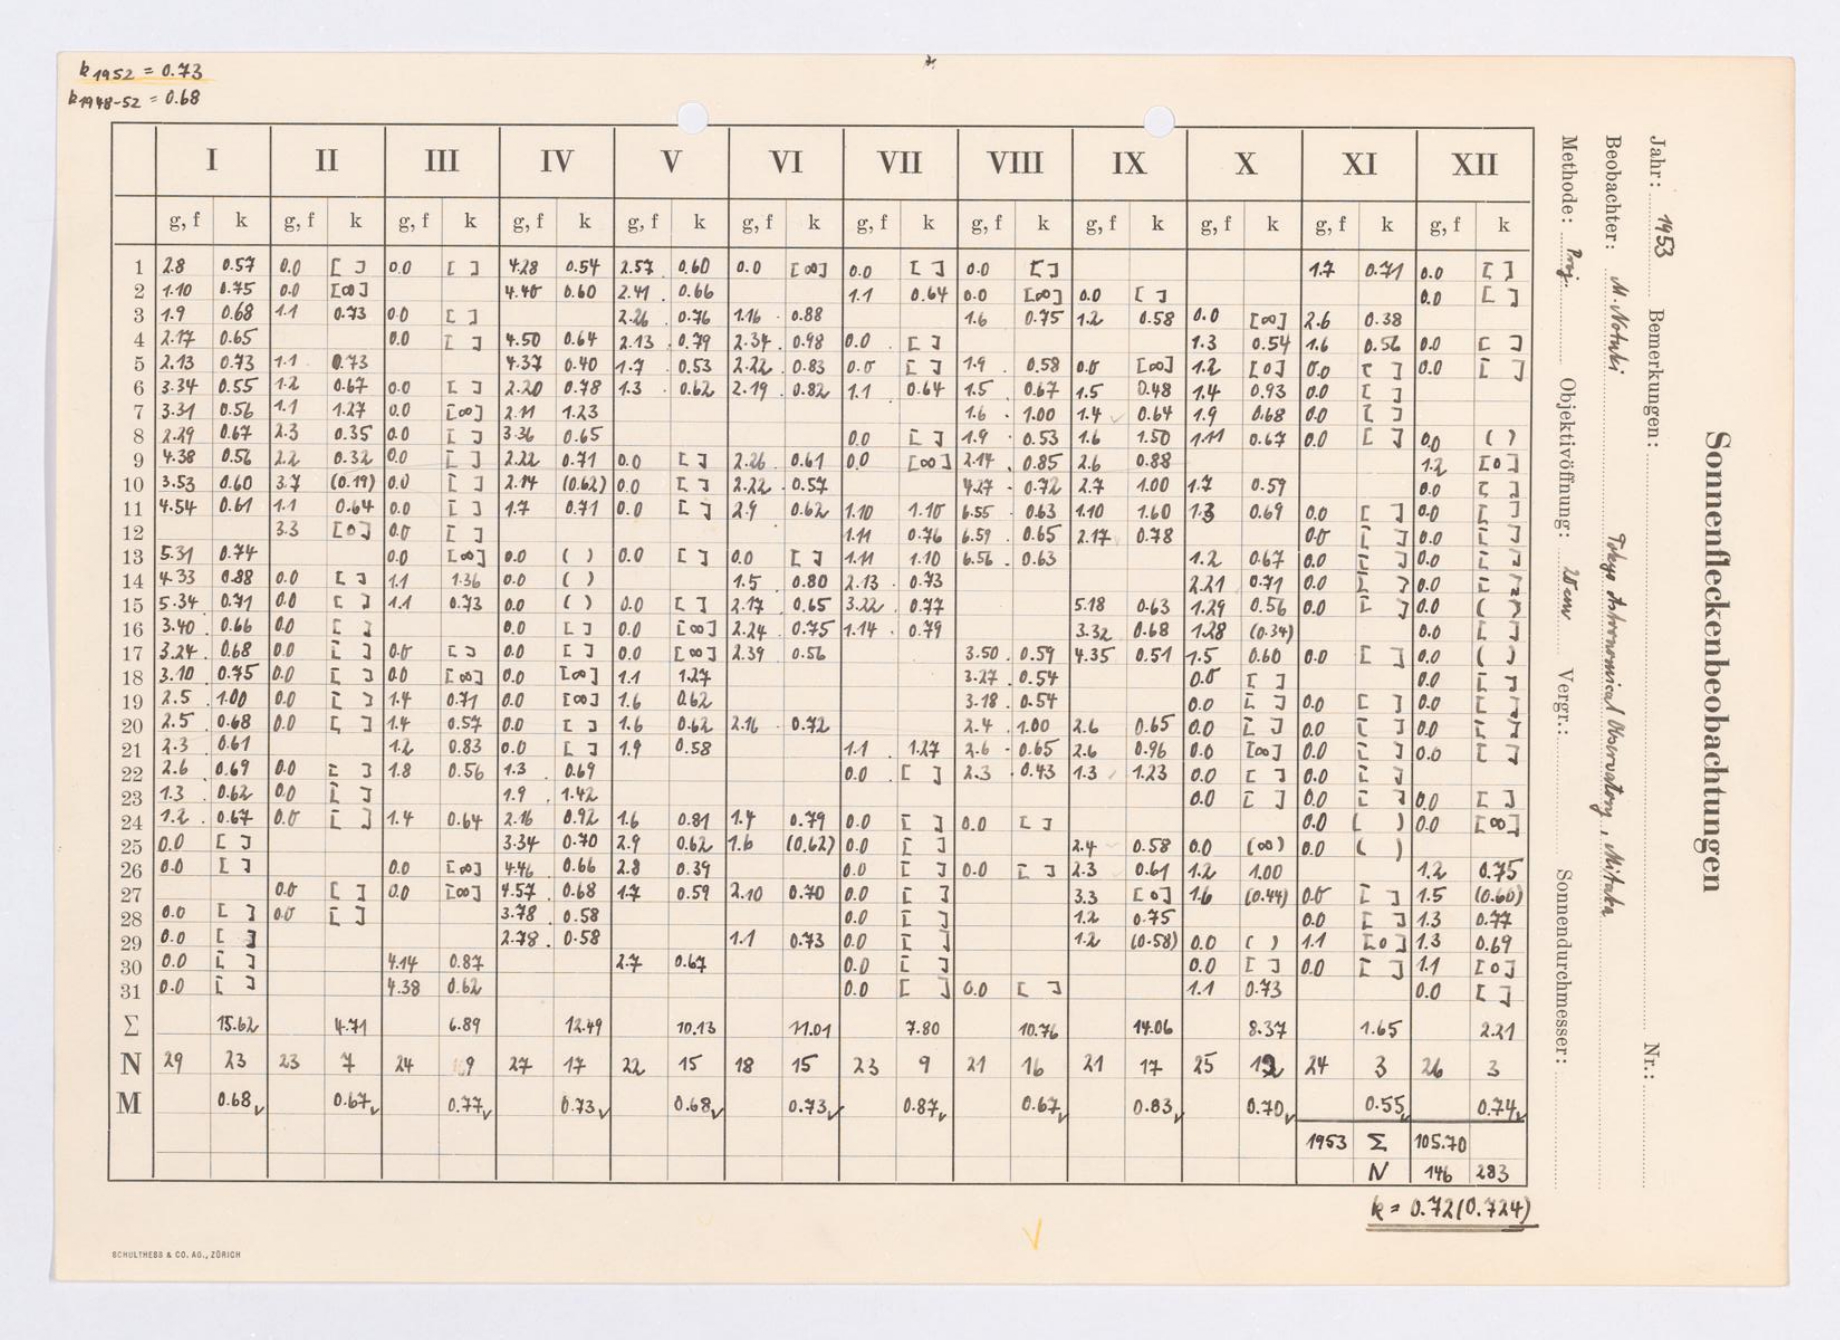 k1952 = 0.73
k1948-52 = 0.68
I II III IV V VI VII VIII IX X XI XII
g, f k g, f k g, f k g, f k g, f k g, f k g, f k g, f k g, f k g, f k g, f k g, f k
1 2.8 0.57 0.0 [ ] 0.0 [ ] 4.28 0.54 2.57 0.60 0.0 [∞] 0.0 [ ] 0.0 [ ] 1.7 0.71 0.0 [ ]
2 1.10 0.75 0.0 [∞] 4.40 0.60 2.41 0.66 1.1 0.64 0.0 [∞] 0.0 [ ] 0.0 [ ]
3 1.9 0.68 1.1 0.73 0.0 [ ] 2.26 0.76 1.16 0.88 1.6 0.75 1.2 0.58 0.0 [∞] 2.6 0.38
4 2.17 0.65 0.0 [ ] 4.50 0.64 2.13 0.79 2.34 0.98 0.0 [ ] 1.3 0.54 1.6 0.56 0.0 [ ]
5 2.13 0.73 1.1 0.73 4.37 0.40 1.7 0.53 2.22 0.83 0.0 [ ] 1.9 0.58 0.0 [∞] 1.2 [0] 0.0 [ ] 0.0 [ ]
6 3.34 0.55 1.2 0.67 0.0 [ ] 2.20 0.78 1.3 0.62 2.19 0.82 1.1 0.64 1.5 0.67 1.5 0.48 1.4 0.93 0.0 [ ]
7 3.31 0.56 1.1 1.27 0.0 [∞] 2.11 1.23 1.6 1.00 1.4 0.64 1.9 0.68 0.0 [ ]
8 2.29 0.67 2.3 0.35 0.0 [ ] 3.36 0.65 0.0 [ ] 1.9 0.53 1.6 1.50 1.11 0.67 0.0 [ ] 0.0 ( )
9 4.38 0.56 2.2 0.32 0.0 [ ] 2.22 0.71 0.0 [ ] 2.26 0.61 0.0 [∞] 2.14 0.85 2.6 0.88 1.2 [0]
10 3.53 0.60 3.7 (0.19) 0.0 [ ] 2.14 (0.62) 0.0 [ ] 2.22 0.57 4.27 0.72 2.7 1.00 1.7 0.59 0.0 [ ]
11 4.54 0.61 1.1 0.64 0.0 [ ] 1.7 0.71 0.0 [ ] 2.9 0.62 1.10 1.10 6.55 0.63 1.10 1.60 1.3 0.69 0.0 [ ] 0.0 [ ]
12 3.3 [0] 0.0 [ ] 1.11 0.76 6.59 0.65 2.17 0.78 0.0 [ ] 0.0 [ ]
13 5.31 0.74 0.0 [∞] 0.0 ( ) 0.0 [ ] 0.0 [ ] 1.11 1.10 6.56 0.63 1.2 0.67 0.0 [ ] 0.0 [ ]
14 4.33 0.88 0.0 [ ] 1.1 1.36 0.0 ( ) 1.5 0.80 2.13 0.73 2.21 0.71 0.0 [ ] 0.0 [ ]
15 5.34 0.71 0.0 [ ] 1.1 0.73 0.0 ( ) 0.0 [ ] 2.17 0.65 3.22 0.77 5.18 0.63 1.29 0.56 0.0 [ ] 0.0 ( )
16 3.40 0.66 0.0 [ ] 0.0 [ ] 0.0 [∞] 2.24 0.75 1.14 0.79 3.32 0.68 1.28 (0.34) 0.0 [ ]
17 3.24 0.68 0.0 [ ] 0.0 [ ] 0.0 [ ] 0.0 [∞] 2.39 0.56 3.50 0.59 4.35 0.51 1.5 0.60 0.0 [ ] 0.0 ( )
18 3.10 0.75 0.0 [ ] 0.0 [∞] 0.0 [∞] 1.1 1.27 3.27 0.54 0.0 [ ] 0.0 [ ]
19 2.5 1.00 0.0 [ ] 1.4 0.71 0.0 [∞] 1.6 0.62 3.18 0.54 0.0 [ ] 0.0 [ ] 0.0 [ ]
20 2.5 0.68 0.0 [ ] 1.4 0.57 0.0 [ ] 1.6 0.62 2.16 0.72 2.4 1.00 2.6 0.65 0.0 [ ] 0.0 [ ] 0.0 [ ]
21 2.3 0.61 1.2 0.83 0.0 [ ] 1.9 0.58 1.1 1.27 2.6 0.65 2.6 0.96 0.0 [∞] 0.0 [ ] 0.0 [ ]
22 2.6 0.69 0.0 [ ] 1.8 0.56 1.3 0.69 0.0 [ ] 2.3 0.43 1.3 1.23 0.0 [ ] 0.0 [ ]
23 1.3 0.62 0.0 [ ] 1.9 1.42 0.0 [ ] 0.0 [ ] 0.0 [ ]
24 1.2 0.67 0.0 [ ] 1.4 0.64 2.16 0.92 1.6 0.81 1.4 0.79 0.0 [ ] 0.0 [ ] 0.0 ( ) 0.0 [∞]
25 0.0 [ ] 3.34 0.70 2.9 0.62 1.6 (0.62) 0.0 [ ] 2.4 0.58 0.0 (∞) 0.0 ( )
26 0.0 [ ] 0.0 [∞] 4.46 0.66 2.8 0.39 0.0 [ ] 0.0 [ ] 2.3 0.61 1.2 1.00 1.2 0.75
27 0.0 [ ] 0.0 [∞] 4.57 0.68 1.7 0.59 2.10 0.70 0.0 [ ] 3.3 [0] 1.6 (0.44) 0.0 [ ] 1.5 (0.60)
28 0.0 [ ] 0.0 [ ] 3.78 0.58 0.0 [ ] 1.2 0.75 0.0 [ ] 1.3 0.77
29 0.0 [ ] 2.78 0.58 1.1 0.73 0.0 [ ] 1.2 (0.58) 0.0 ( ) 1.1 [0] 1.3 0.69
30 0.0 [ ] 4.14 0.87 2.7 0.67 0.0 [ ] 0.0 [ ] 0.0 [ ] 1.1 [0]
31 0.0 [ ] 4.38 0.62 0.0 [ ] 0.0 [ ] 1.1 0.73 0.0 [ ]
Σ 15.62 4.71 6.89 12.49 10.13 11.01 7.80 10.76 14.06 8.37 1.65 2.21
N 29 23 23 7 24 9 27 17 22 15 18 15 23 9 21 16 21 17 25 12 24 3 26 3
M 0.68 0.67 0.77 0.73 0.68 0.73 0.87 0.67 0.83 0.70 0.55 0.74
1953 Σ 105.70
N 146 283
k = 0.72 (0.724)
SCHULTHESS & CO. AG., ZÜRICH
Sonnenfleckenbeobachtungen
Jahr: 1953 Bemerkungen: Nr.:
Beobachter: M. Notuki Tokyo Astronomical Observatory, Mitaka
Methode: Proj. Objektivöffnung: 20 cm Vergr.: Sonnendurchmesser: